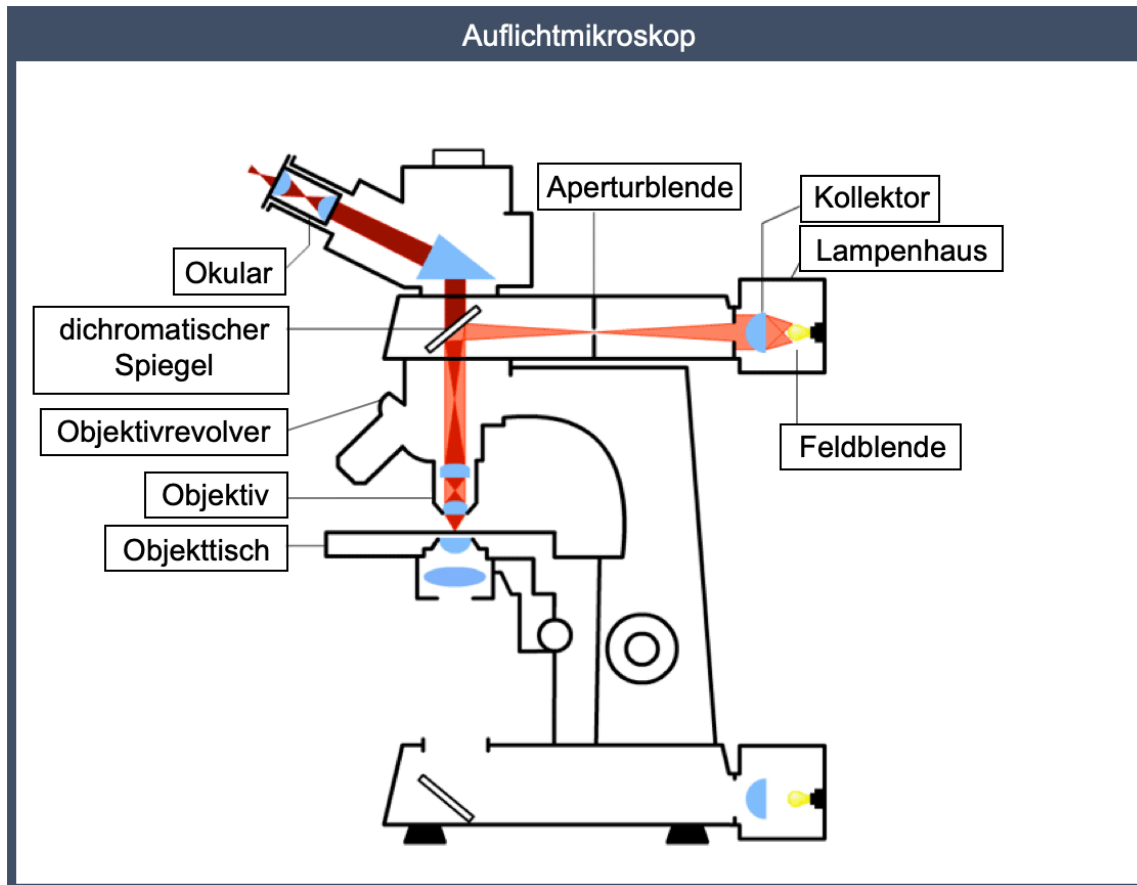 Auflichtmikroskop
Aperturblende
Kollektor
Lampenhaus
Okular
dichromatischer
Spiegel
Objektivrevolver
Feldblende
Objektiv
Objekttisch